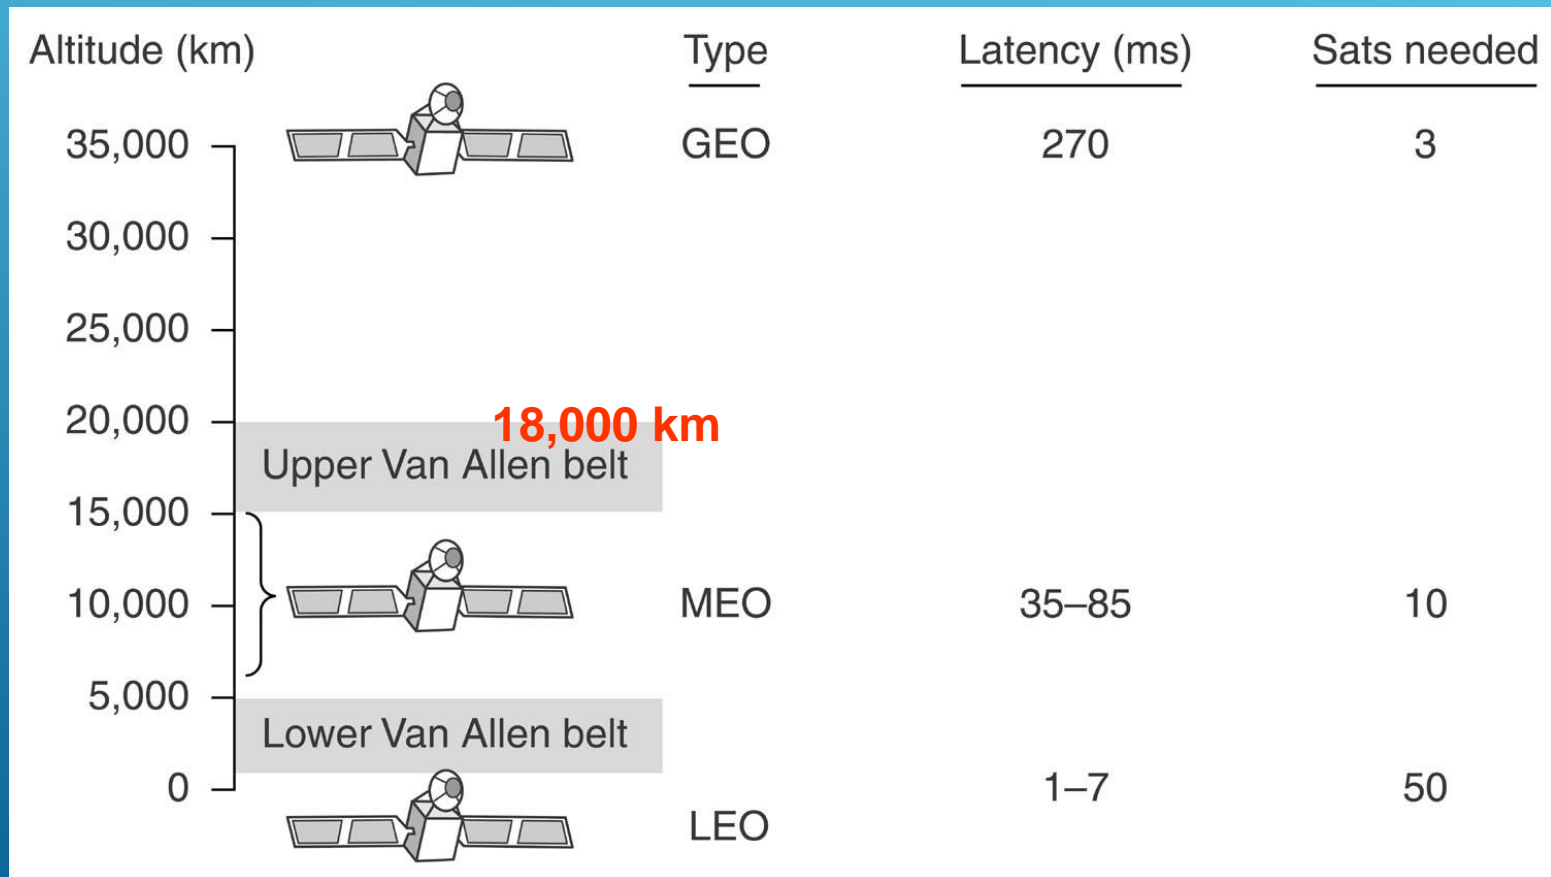 Altitude (km) Type Latency (ms) Sats needed
35,000 GEO 270 3
30,000
25,000
20,000
18,000 km
Upper Van Allen belt
15,000
10,000 MEO 35–85 10
5,000
Lower Van Allen belt
0 1–7 50
LEO